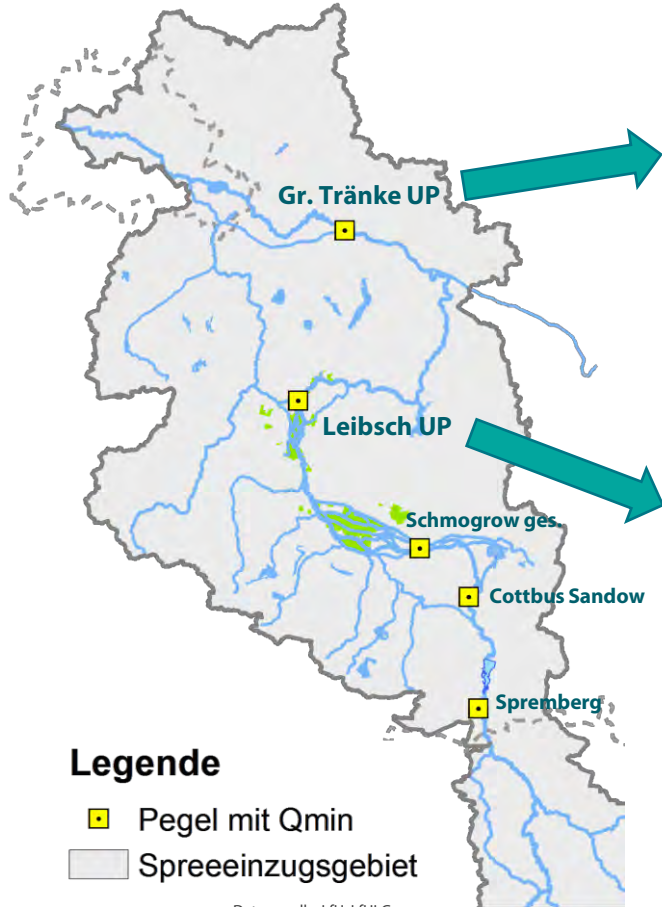 Gr. Tränke UP
Leibsch UP
Schmogrow ges.
Cottbus Sandow
Spremberg
Legende
Pegel mit Qmin
Spreeeinzugsgebiet